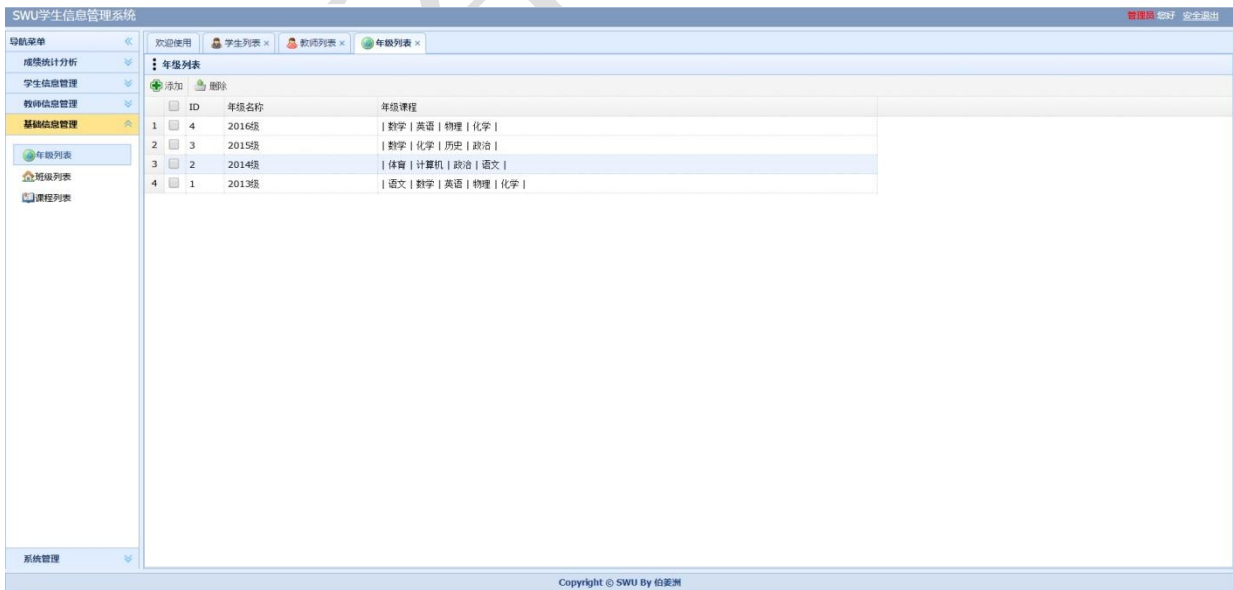 SWU学生信息管理系统 管理员 您好 安全退出
导航菜单
成绩统计分析
学生信息管理
教师信息管理
基础信息管理
年级列表
班级列表
课程列表
系统管理
欢迎使用 学生列表 × 教师列表 × 年级列表 ×
年级列表
添加 删除
ID 年级名称 年级课程
1 4 2016级 | 数学 | 英语 | 物理 | 化学 |
2 3 2015级 | 数学 | 化学 | 历史 | 政治 |
3 2 2014级 | 体育 | 计算机 | 政治 | 语文 |
4 1 2013级 | 语文 | 数学 | 英语 | 物理 | 化学 |
Copyright © SWU By 伯姜洲